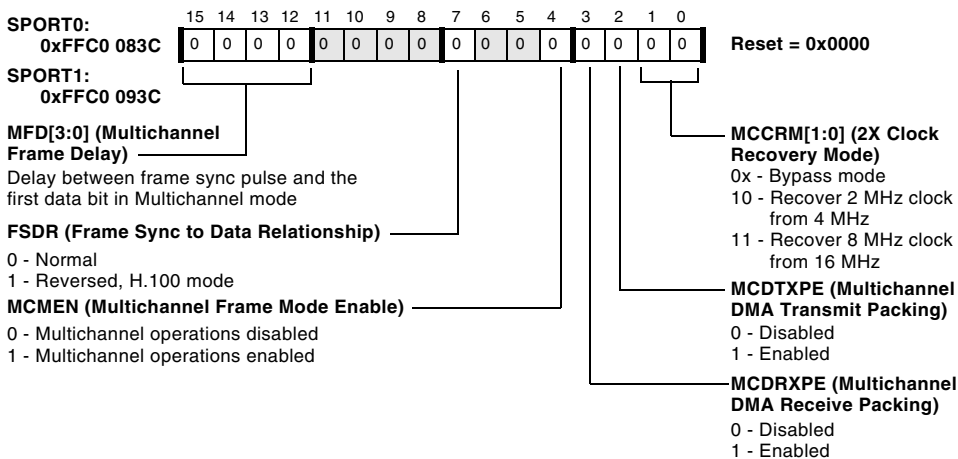 SPORT0:
0xFFC0 083C
SPORT1:
0xFFC0 093C
15 14 13 12 11 10 9 8 7 6 5 4 3 2 1 0
0 0 0 0 0 0 0 0 0 0 0 0 0 0 0 0
Reset = 0x0000
MFD[3:0] (Multichannel
Frame Delay)
Delay between frame sync pulse and the
first data bit in Multichannel mode
FSDR (Frame Sync to Data Relationship)
0 - Normal
1 - Reversed, H.100 mode
MCMEN (Multichannel Frame Mode Enable)
0 - Multichannel operations disabled
1 - Multichannel operations enabled
MCCRM[1:0] (2X Clock
Recovery Mode)
0x - Bypass mode
10 - Recover 2 MHz clock
from 4 MHz
11 - Recover 8 MHz clock
from 16 MHz
MCDTXPE (Multichannel
DMA Transmit Packing)
0 - Disabled
1 - Enabled
MCDRXPE (Multichannel
DMA Receive Packing)
0 - Disabled
1 - Enabled